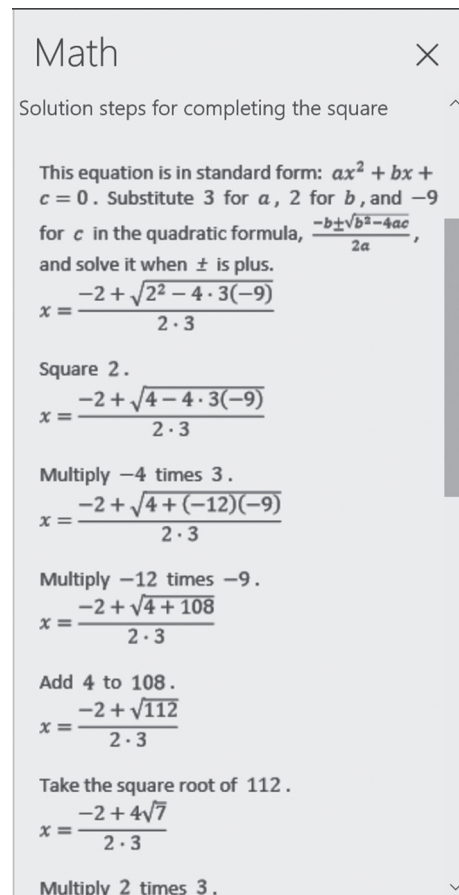 Math
Solution steps for completing the square
This equation is in standard form: ax² + bx +
c = 0. Substitute 3 for a, 2 for b, and −9
for c in the quadratic formula, (−b±√(b²−4ac))/(2a),
and solve it when ± is plus.
x = (−2 + √(2² − 4 · 3(−9)))/(2 · 3)
Square 2.
x = (−2 + √(4 − 4 · 3(−9)))/(2 · 3)
Multiply −4 times 3.
x = (−2 + √(4 + (−12)(−9)))/(2 · 3)
Multiply −12 times −9.
x = (−2 + √(4 + 108))/(2 · 3)
Add 4 to 108.
x = (−2 + √112)/(2 · 3)
Take the square root of 112.
x = (−2 + 4√7)/(2 · 3)
Multiply 2 times 3.